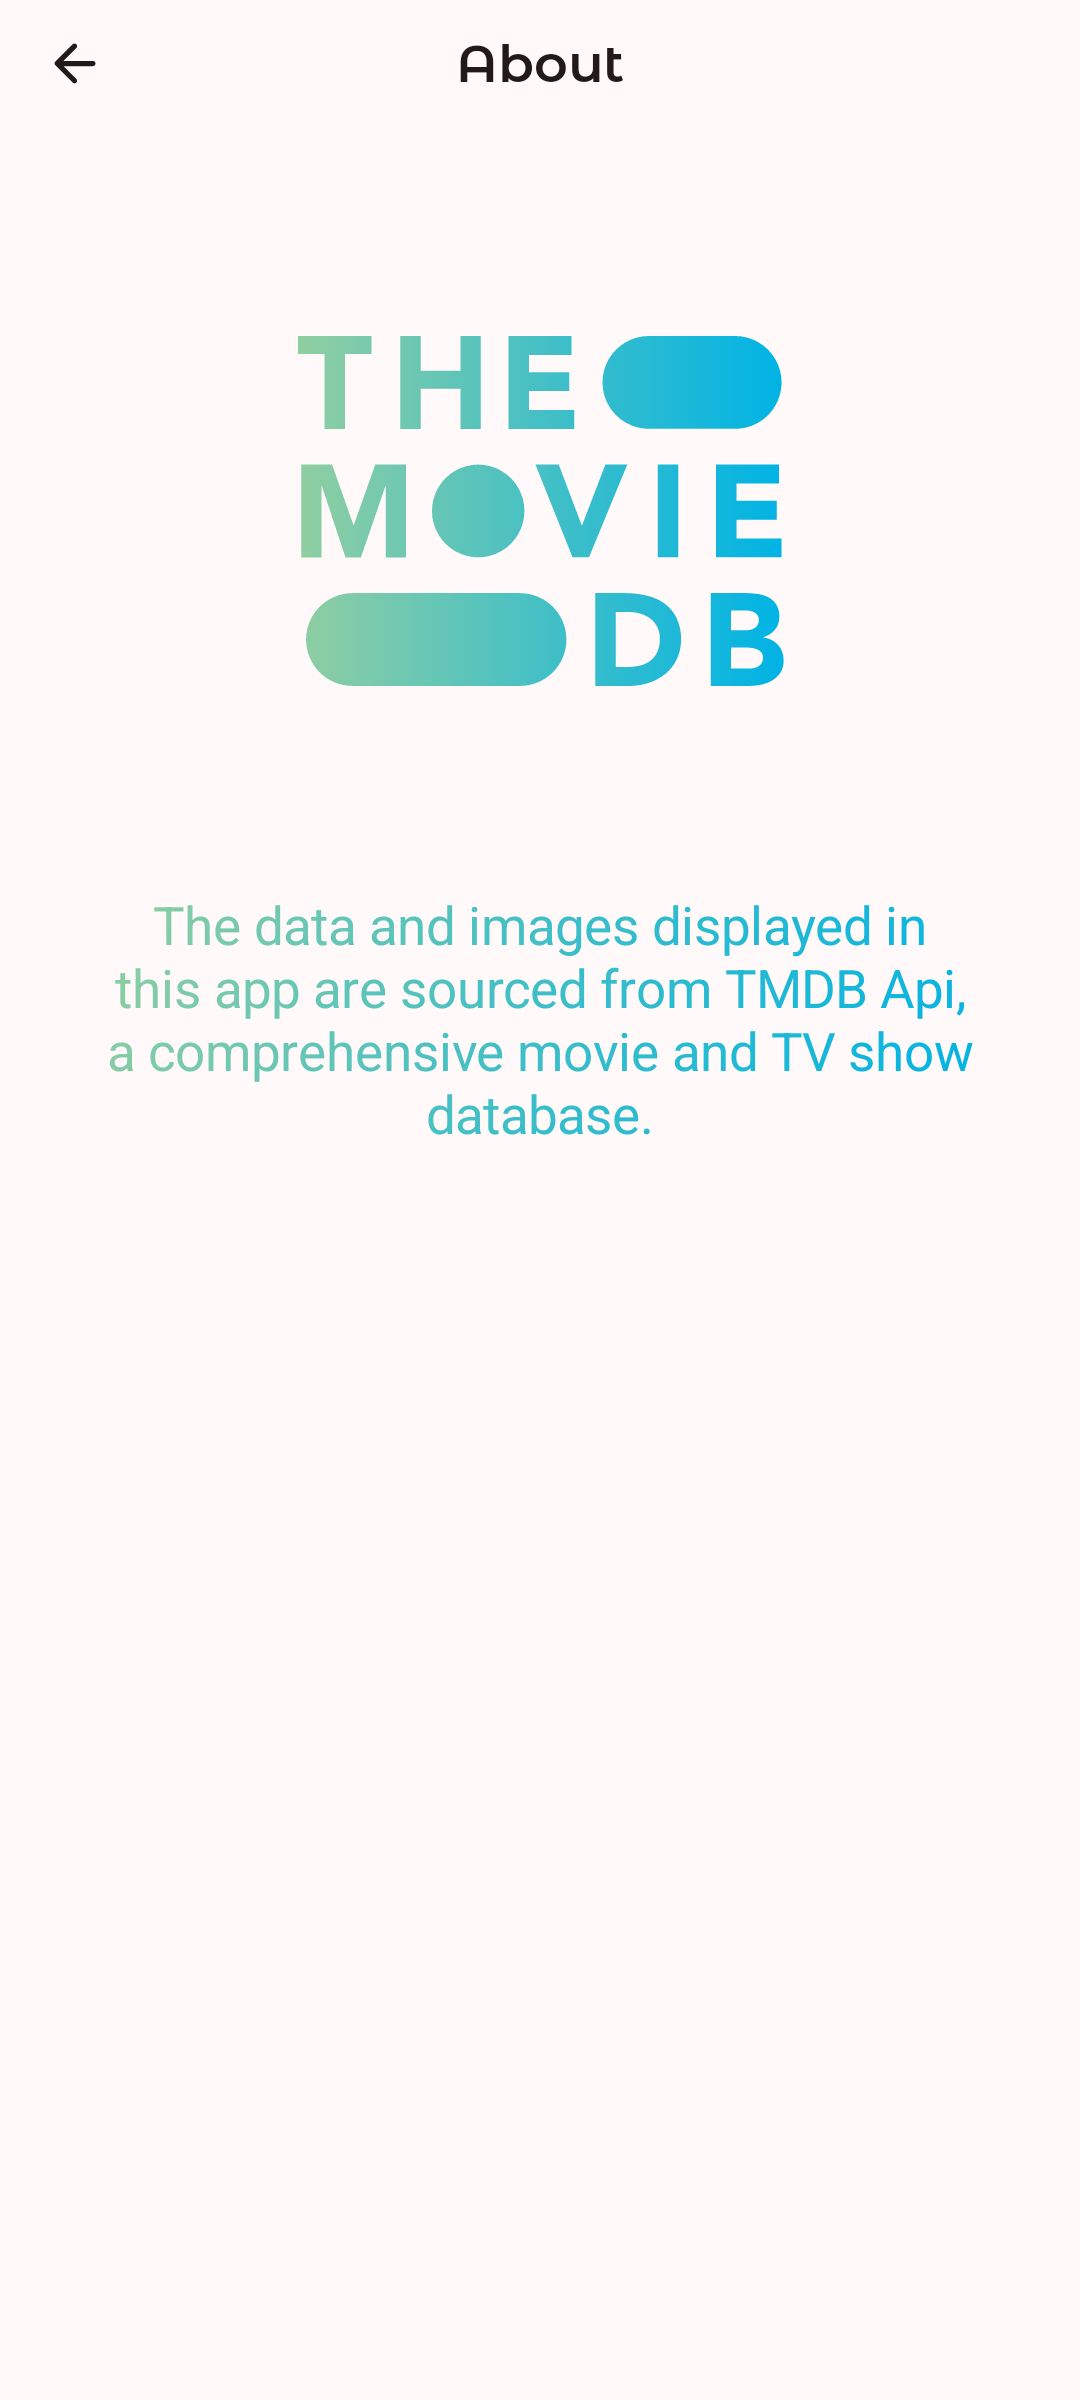 About
THE
MOVIE
DB
The data and images displayed in
this app are sourced from TMDB Api,
a comprehensive movie and TV show
database.